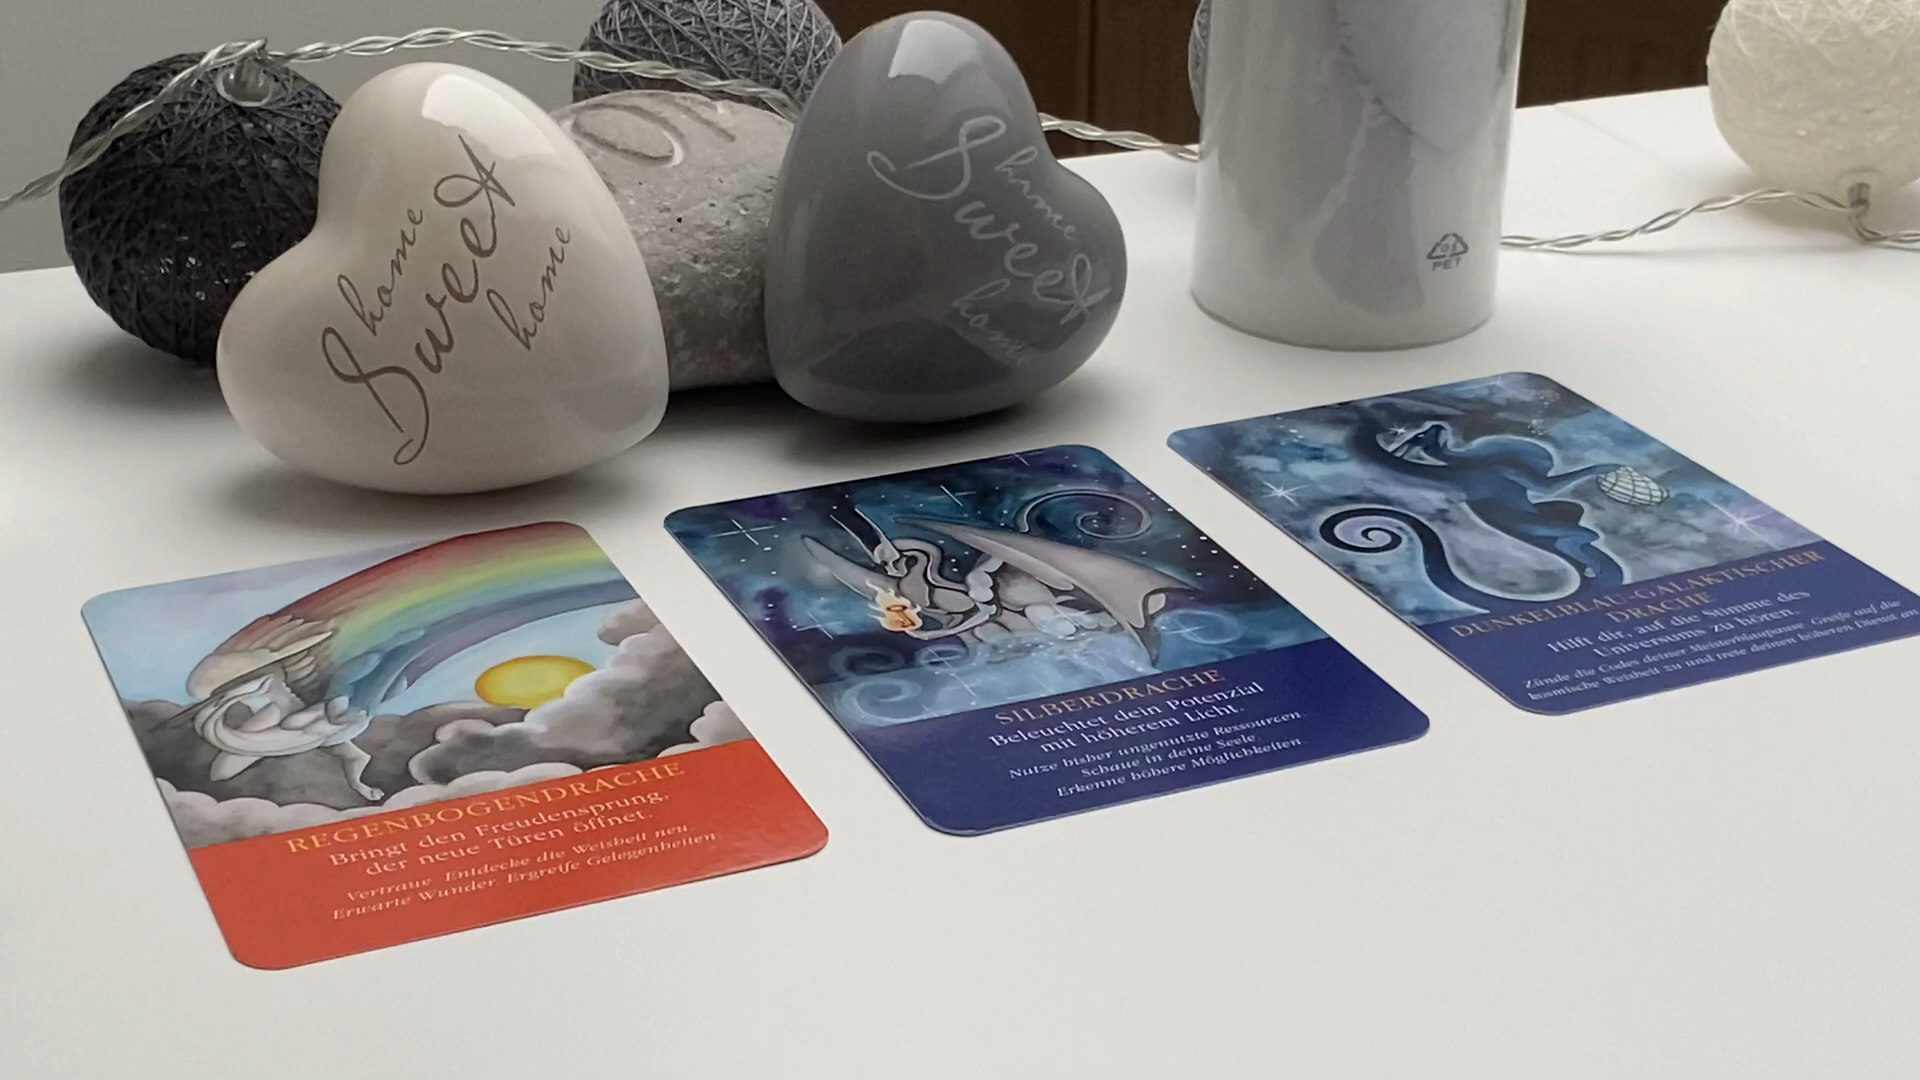 home
Sweet
home
home
Sweet
home
PET
REGENBOGENDRACHE
Bringt den Freudensprung,
der neue Türen öffnet.
Vertraue Entdecke die Weisheit neu
Erwarte Wunder Ergreife Gelegenheiten
SILBERDRACHE
Beleuchtet dein Potenzial
mit höherem Licht.
Nutze bisher ungenutzte Ressourcen.
Schaue in deine Seele.
Erkenne höhere Möglichkeiten.
DUNKELBLAU-GALAKTISCHER
DRACHE
Hilft dir, auf die Stimme des
Universums zu hören.
Zünde die Codes deiner Meisterblaupause Greife auf die
kosmische Weisheit zu und trete deinen höheren Dienst an